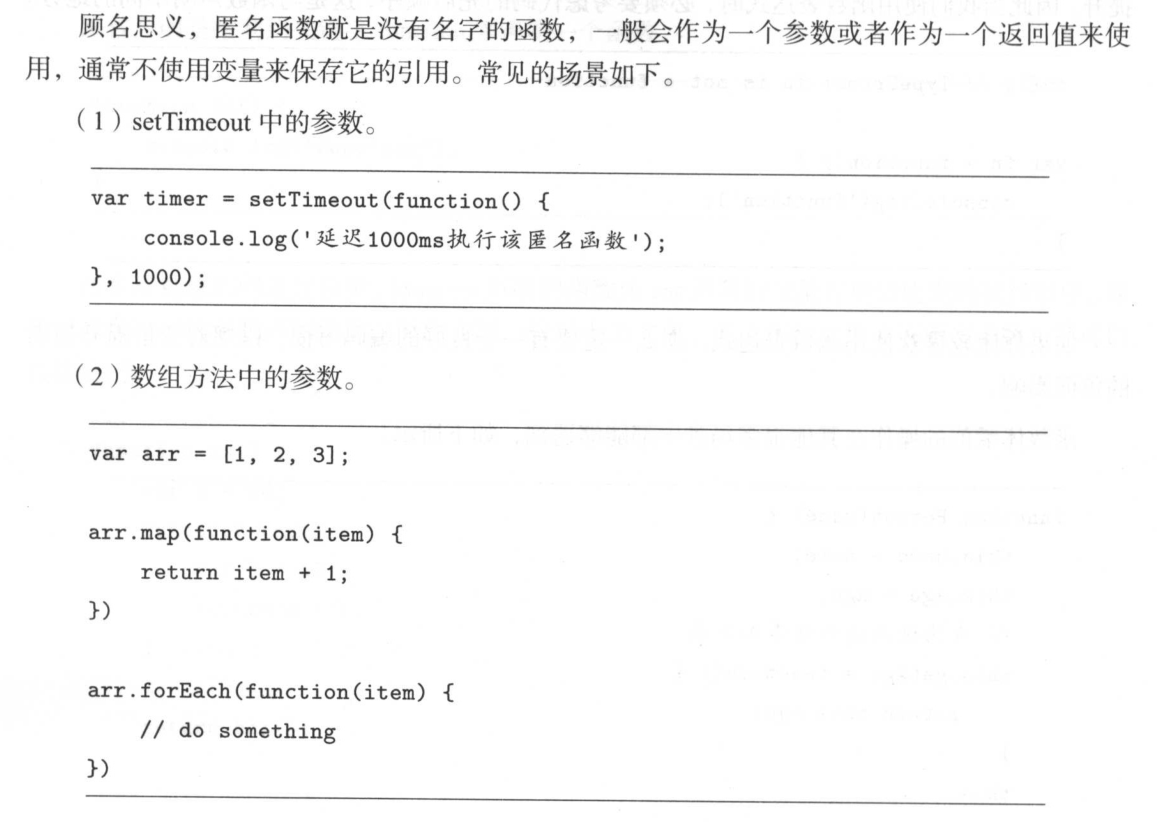 顾名思义，匿名函数就是没有名字的函数，一般会作为一个参数或者作为一个返回值来使
用，通常不使用变量来保存它的引用。常见的场景如下。
（1）setTimeout 中的参数。
var timer = setTimeout(function() {
    console.log('延迟1000ms执行该匿名函数');
}, 1000);
（2）数组方法中的参数。
var arr = [1, 2, 3];
arr.map(function(item) {
    return item + 1;
})
arr.forEach(function(item) {
    // do something
})